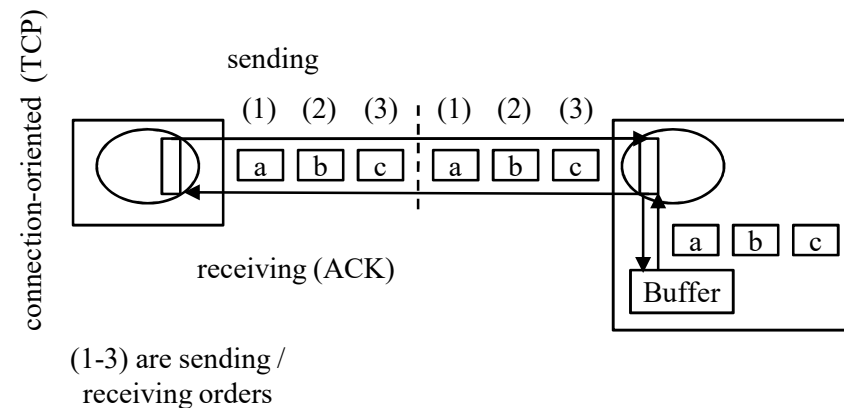 connection-oriented (TCP)
sending
(1) (2) (3) (1) (2) (3)
a b c a b c
a b c
receiving (ACK)
Buffer
(1-3) are sending /
receiving orders